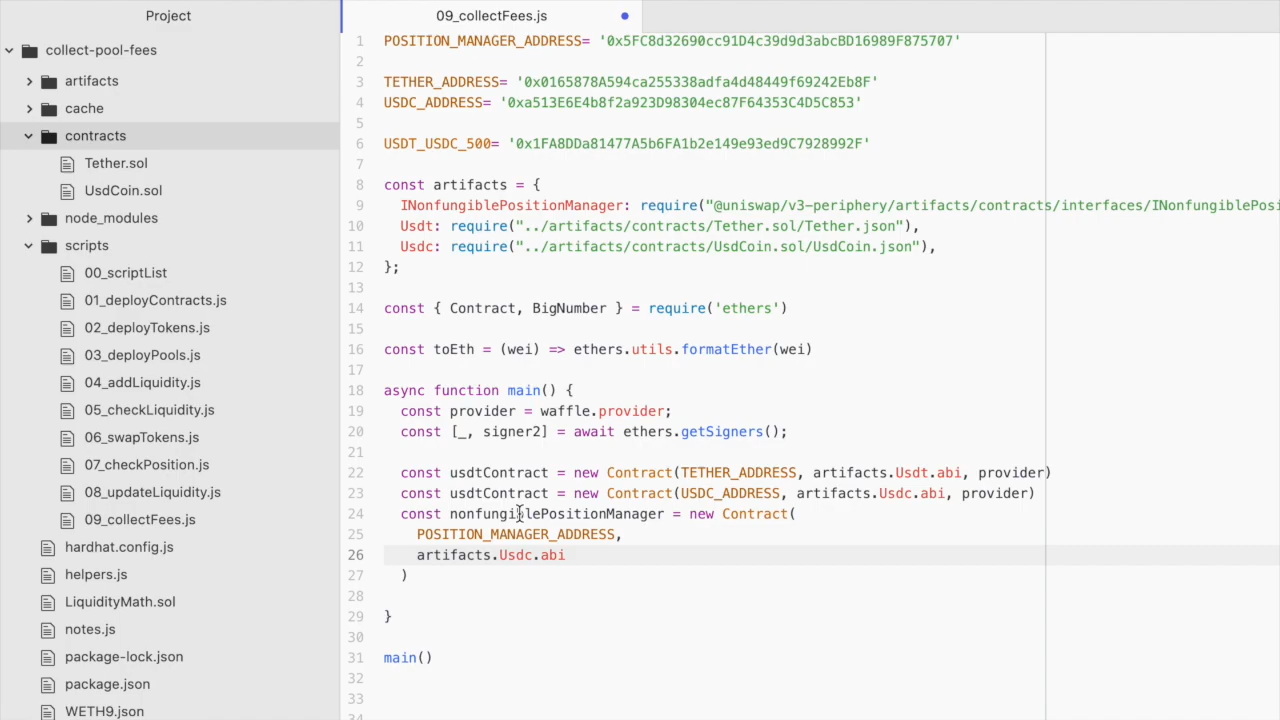 Project
09_collectFees.js
collect-pool-fees
artifacts
cache
contracts
Tether.sol
UsdCoin.sol
node_modules
scripts
00_scriptList
01_deployContracts.js
02_deployTokens.js
03_deployPools.js
04_addLiquidity.js
05_checkLiquidity.js
06_swapTokens.js
07_checkPosition.js
08_updateLiquidity.js
09_collectFees.js
hardhat.config.js
helpers.js
LiquidityMath.sol
notes.js
package-lock.json
package.json
WETH9.json
1 POSITION_MANAGER_ADDRESS= '0x5FC8d32690cc91D4c39d9d3abcBD16989F875707'
2
3 TETHER_ADDRESS= '0x0165878A594ca255338adfa4d48449f69242Eb8F'
4 USDC_ADDRESS= '0xa513E6E4b8f2a923D98304ec87F64353C4D5C853'
5
6 USDT_USDC_500= '0x1FA8DDa81477A5b6FA1b2e149e93ed9C7928992F'
7
8 const artifacts = {
9 INonfungiblePositionManager: require("@uniswap/v3-periphery/artifacts/contracts/interfaces/INonfungiblePosi
10 Usdt: require("../artifacts/contracts/Tether.sol/Tether.json"),
11 Usdc: require("../artifacts/contracts/UsdCoin.sol/UsdCoin.json"),
12 };
13
14 const { Contract, BigNumber } = require('ethers')
15
16 const toEth = (wei) => ethers.utils.formatEther(wei)
17
18 async function main() {
19 const provider = waffle.provider;
20 const [_, signer2] = await ethers.getSigners();
21
22 const usdtContract = new Contract(TETHER_ADDRESS, artifacts.Usdt.abi, provider)
23 const usdtContract = new Contract(USDC_ADDRESS, artifacts.Usdc.abi, provider)
24 const nonfungiblePositionManager = new Contract(
25 POSITION_MANAGER_ADDRESS,
26 artifacts.Usdc.abi
27 )
28
29 }
30
31 main()
32
33
34